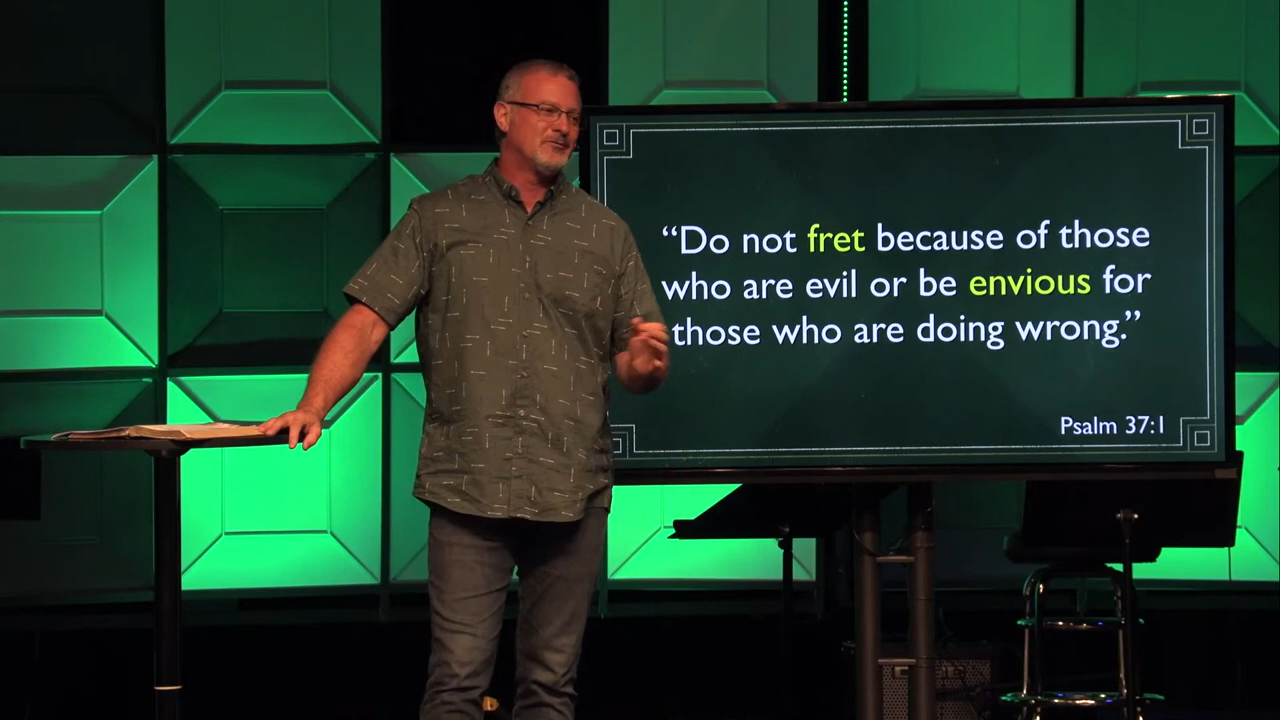 “Do not fret because of those
who are evil or be envious for
those who are doing wrong.”
Psalm 37:1